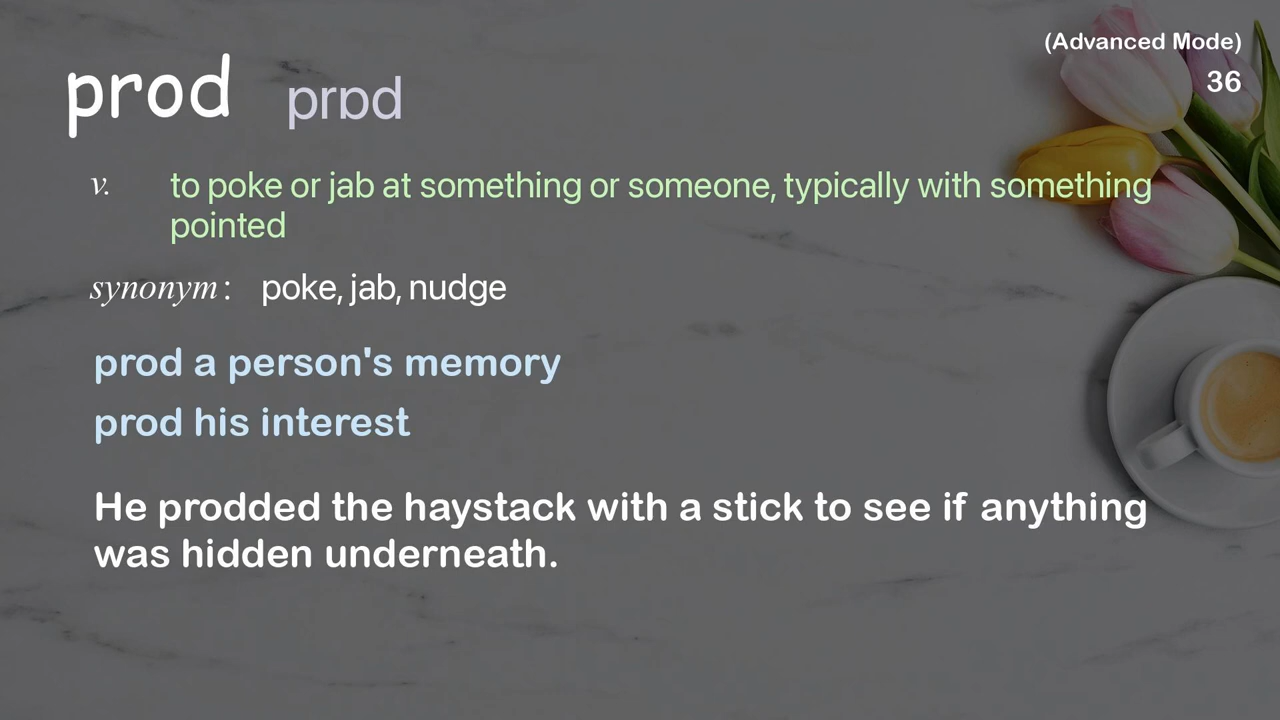 (Advanced Mode)
36
prod prɒd
v. to poke or jab at something or someone, typically with something
pointed
synonym: poke, jab, nudge
prod a person's memory
prod his interest
He prodded the haystack with a stick to see if anything
was hidden underneath.